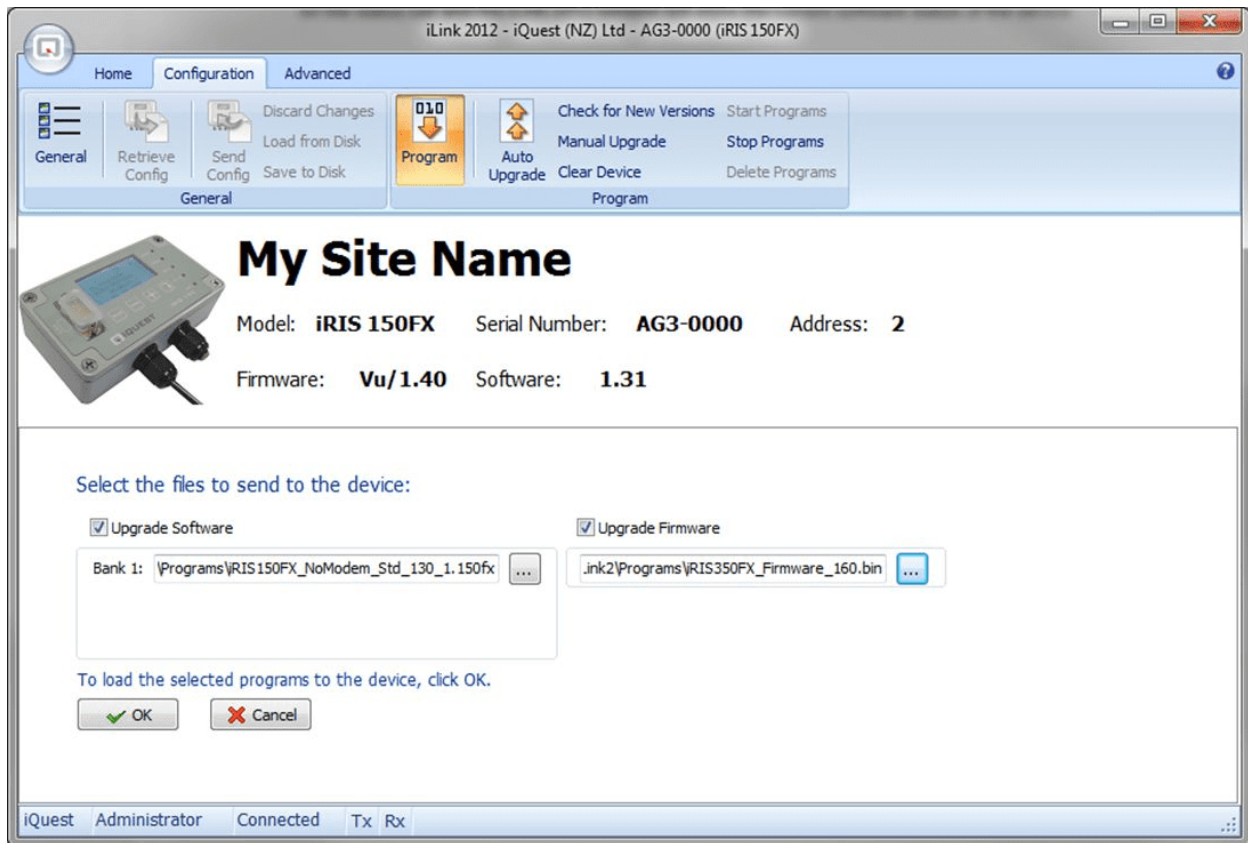 iLink 2012 - iQuest (NZ) Ltd - AG3-0000 (iRIS 150FX)
Home Configuration Advanced
General
Retrieve Config
Send Config
Discard Changes
Load from Disk
Save to Disk
General
010
Program
Auto Upgrade
Check for New Versions
Manual Upgrade
Clear Device
Start Programs
Stop Programs
Delete Programs
Program
My Site Name
Model: iRIS 150FX Serial Number: AG3-0000 Address: 2
Firmware: Vu/1.40 Software: 1.31
iQUEST
Select the files to send to the device:
Upgrade Software
Upgrade Firmware
Bank 1: \Programs\iRIS150FX_NoModem_Std_130_1.150fx ...
.ink2\Programs\iRIS350FX_Firmware_160.bin ...
To load the selected programs to the device, click OK.
OK Cancel
iQuest Administrator Connected Tx Rx